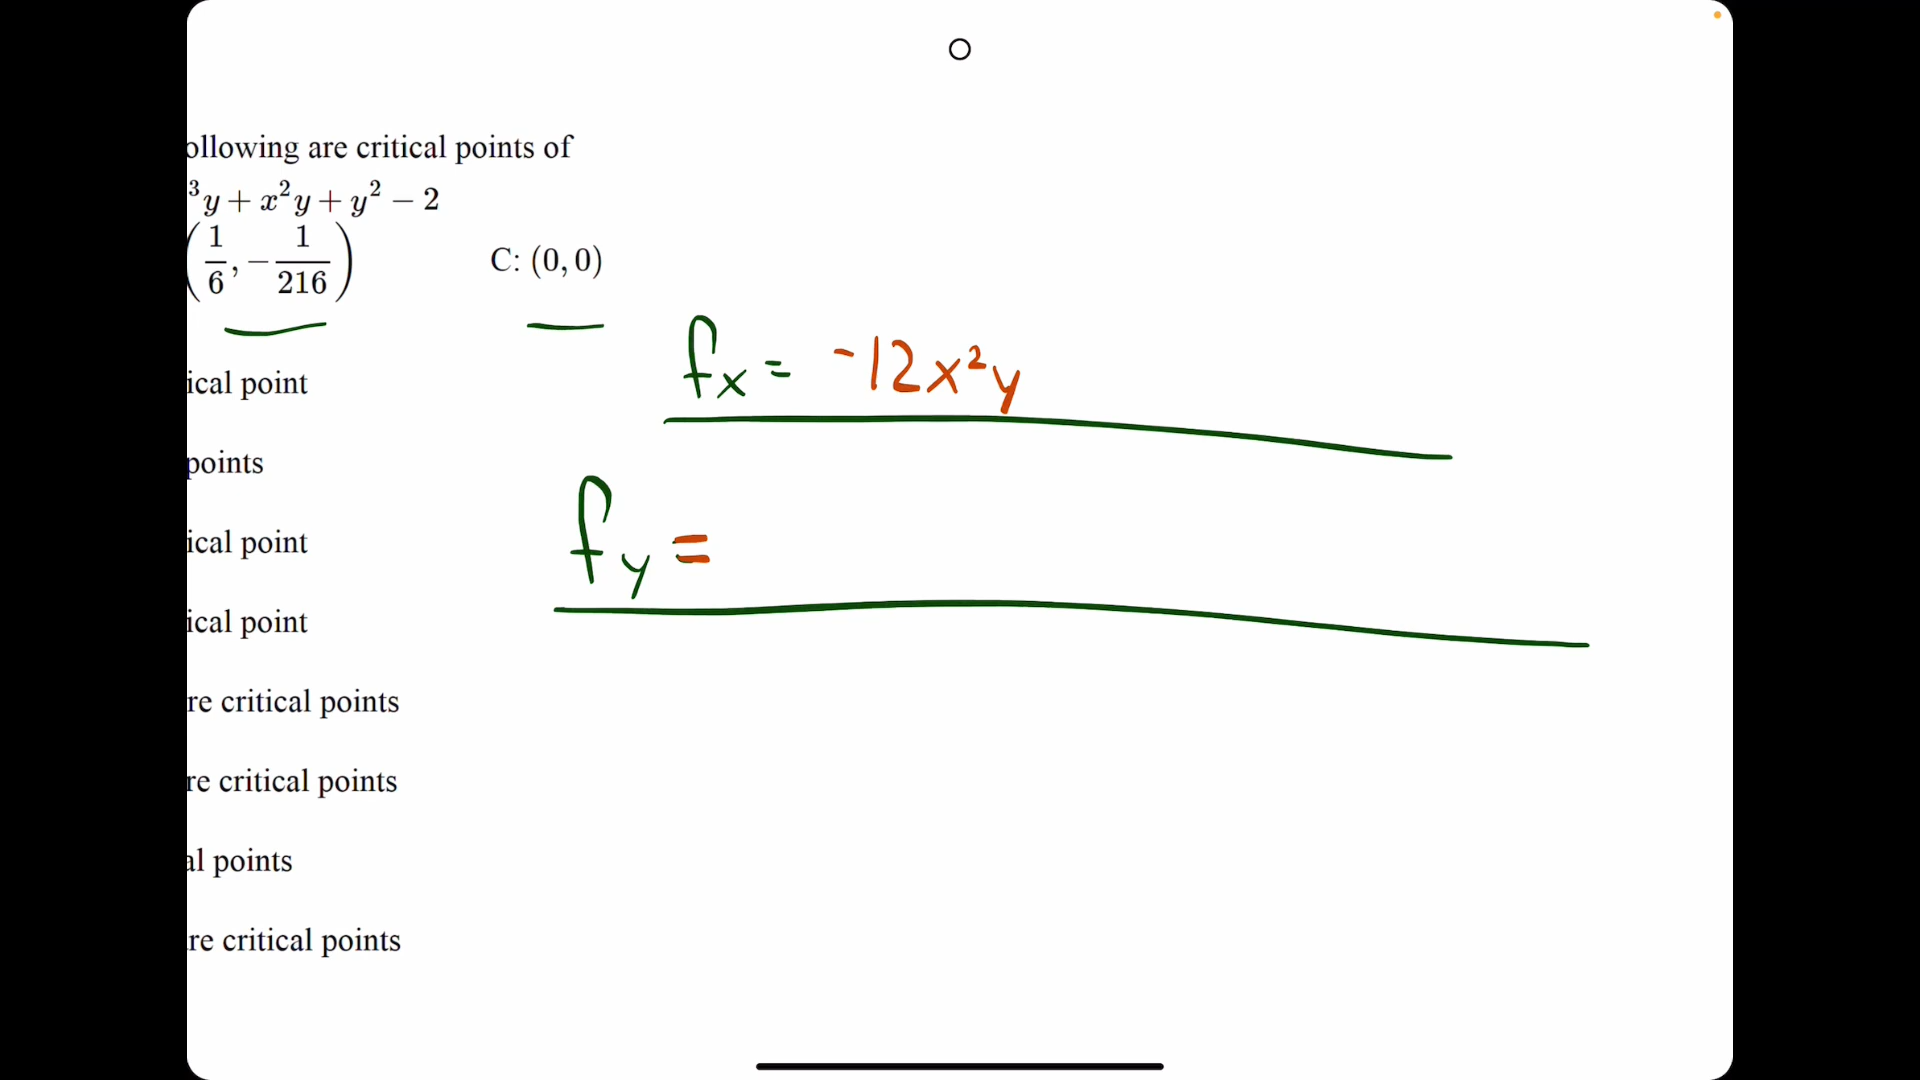 ollowing are critical points of
³y + x²y + y² − 2
(1/6, −1/216) C: (0, 0)
fx = -12x²y
ical point
points
fy =
ical point
ical point
re critical points
re critical points
al points
re critical points